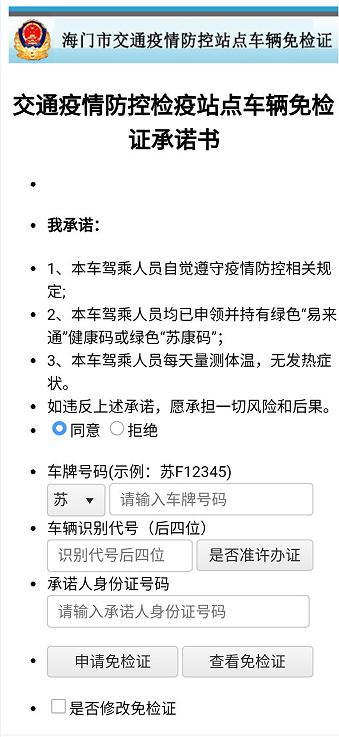 海门市交通疫情防控站点车辆免检证
交通疫情防控检疫站点车辆免检
证承诺书
我承诺：
1、本车驾乘人员自觉遵守疫情防控相关规
定;
2、本车驾乘人员均已申领并持有绿色“易来
通”健康码或绿色“苏康码”；
3、本车驾乘人员每天量测体温，无发热症
状。
如违反上述承诺，愿承担一切风险和后果。
同意 拒绝
车牌号码(示例：苏F12345)
苏 请输入车牌号码
车辆识别代号（后四位）
识别代号后四位 是否准许办证
承诺人身份证号码
请输入承诺人身份证号码
申请免检证 查看免检证
是否修改免检证